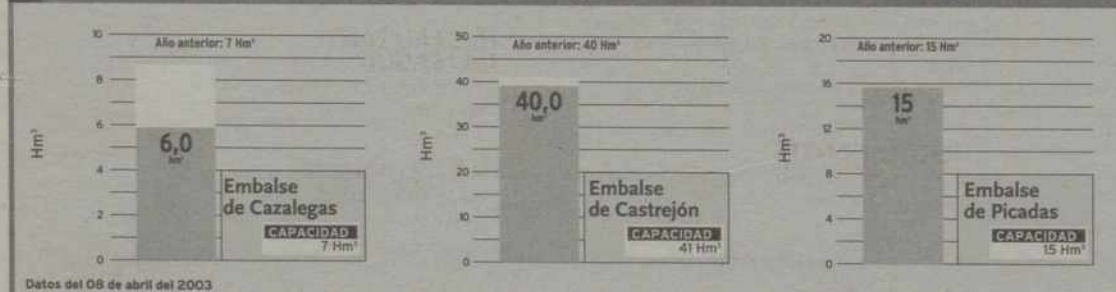 Año anterior: 7 Hm³
10
8
6
4
2
0
Hm³
6,0
hm³
Embalse
de Cazalegas
CAPACIDAD
7 Hm³
Año anterior: 40 Hm³
50
40
30
20
10
0
Hm³
40,0
hm³
Embalse
de Castrejón
CAPACIDAD
41 Hm³
Año anterior: 15 Hm³
20
16
12
8
4
0
Hm³
15
hm³
Embalse
de Picadas
CAPACIDAD
15 Hm³
Datos del 08 de abril del 2003